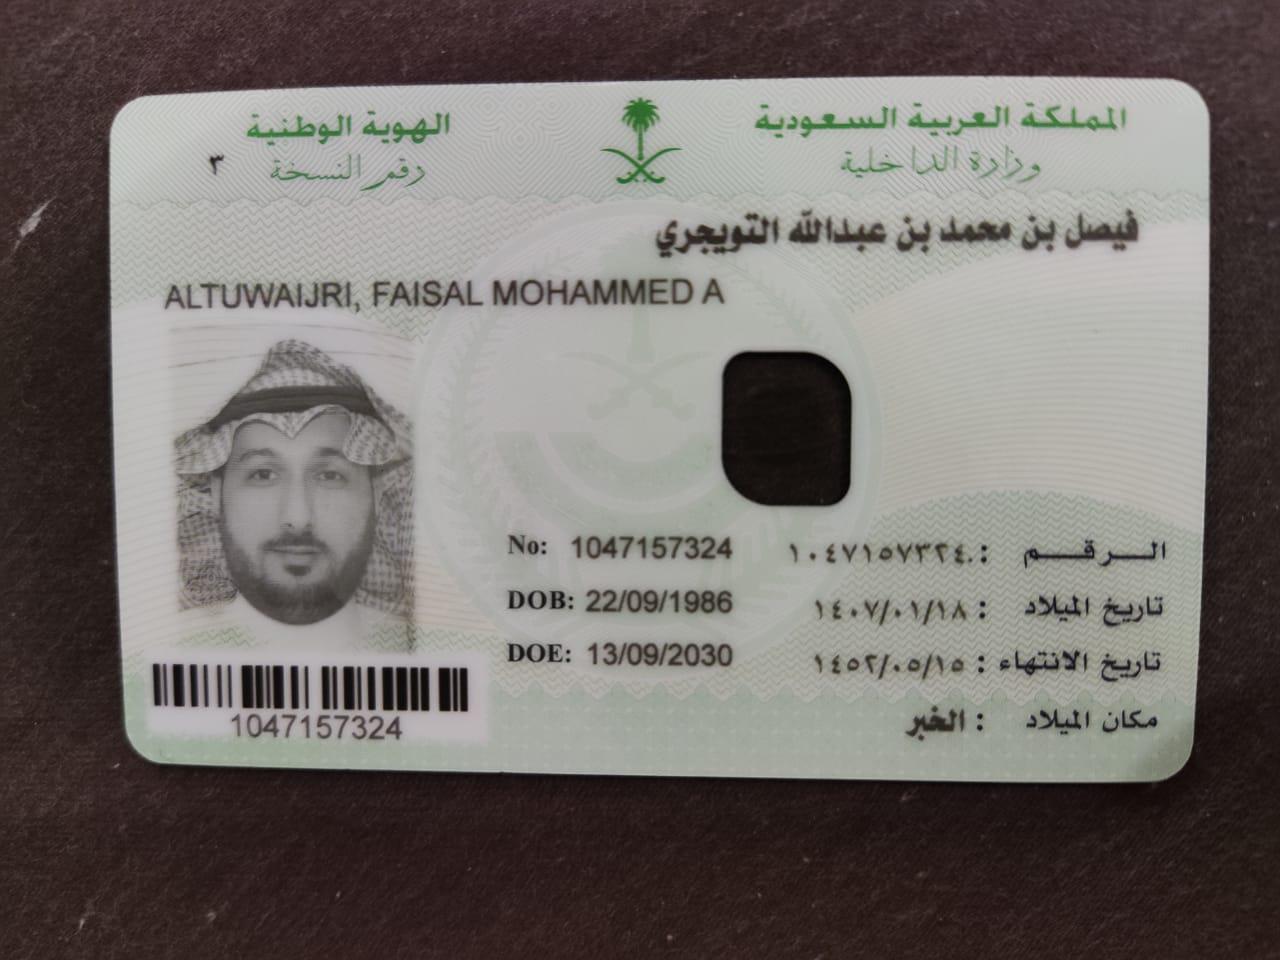 المملكة العربية السعودية
وزارة الداخلية
الهوية الوطنية
رقم النسخة ٣
فيصل بن محمد بن عبدالله التويجري
ALTUWAIJRI, FAISAL MOHAMMED A
No: 1047157324
الرقم : ١٠٤٧١٥٧٣٢٤
DOB: 22/09/1986
تاريخ الميلاد : ١٤٠٧/٠١/١٨
DOE: 13/09/2030
تاريخ الانتهاء : ١٤٥٢/٠٥/١٥
مكان الميلاد : الخبر
1047157324